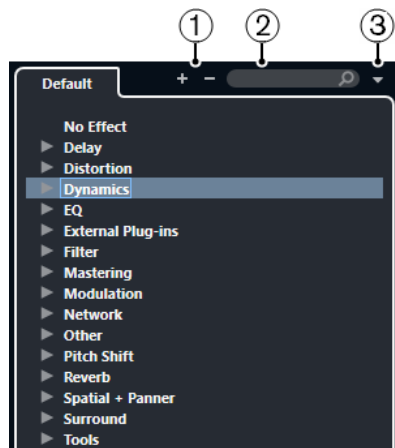 1 2 3
Default + −
No Effect
Delay
Distortion
Dynamics
EQ
External Plug-ins
Filter
Mastering
Modulation
Network
Other
Pitch Shift
Reverb
Spatial + Panner
Surround
Tools